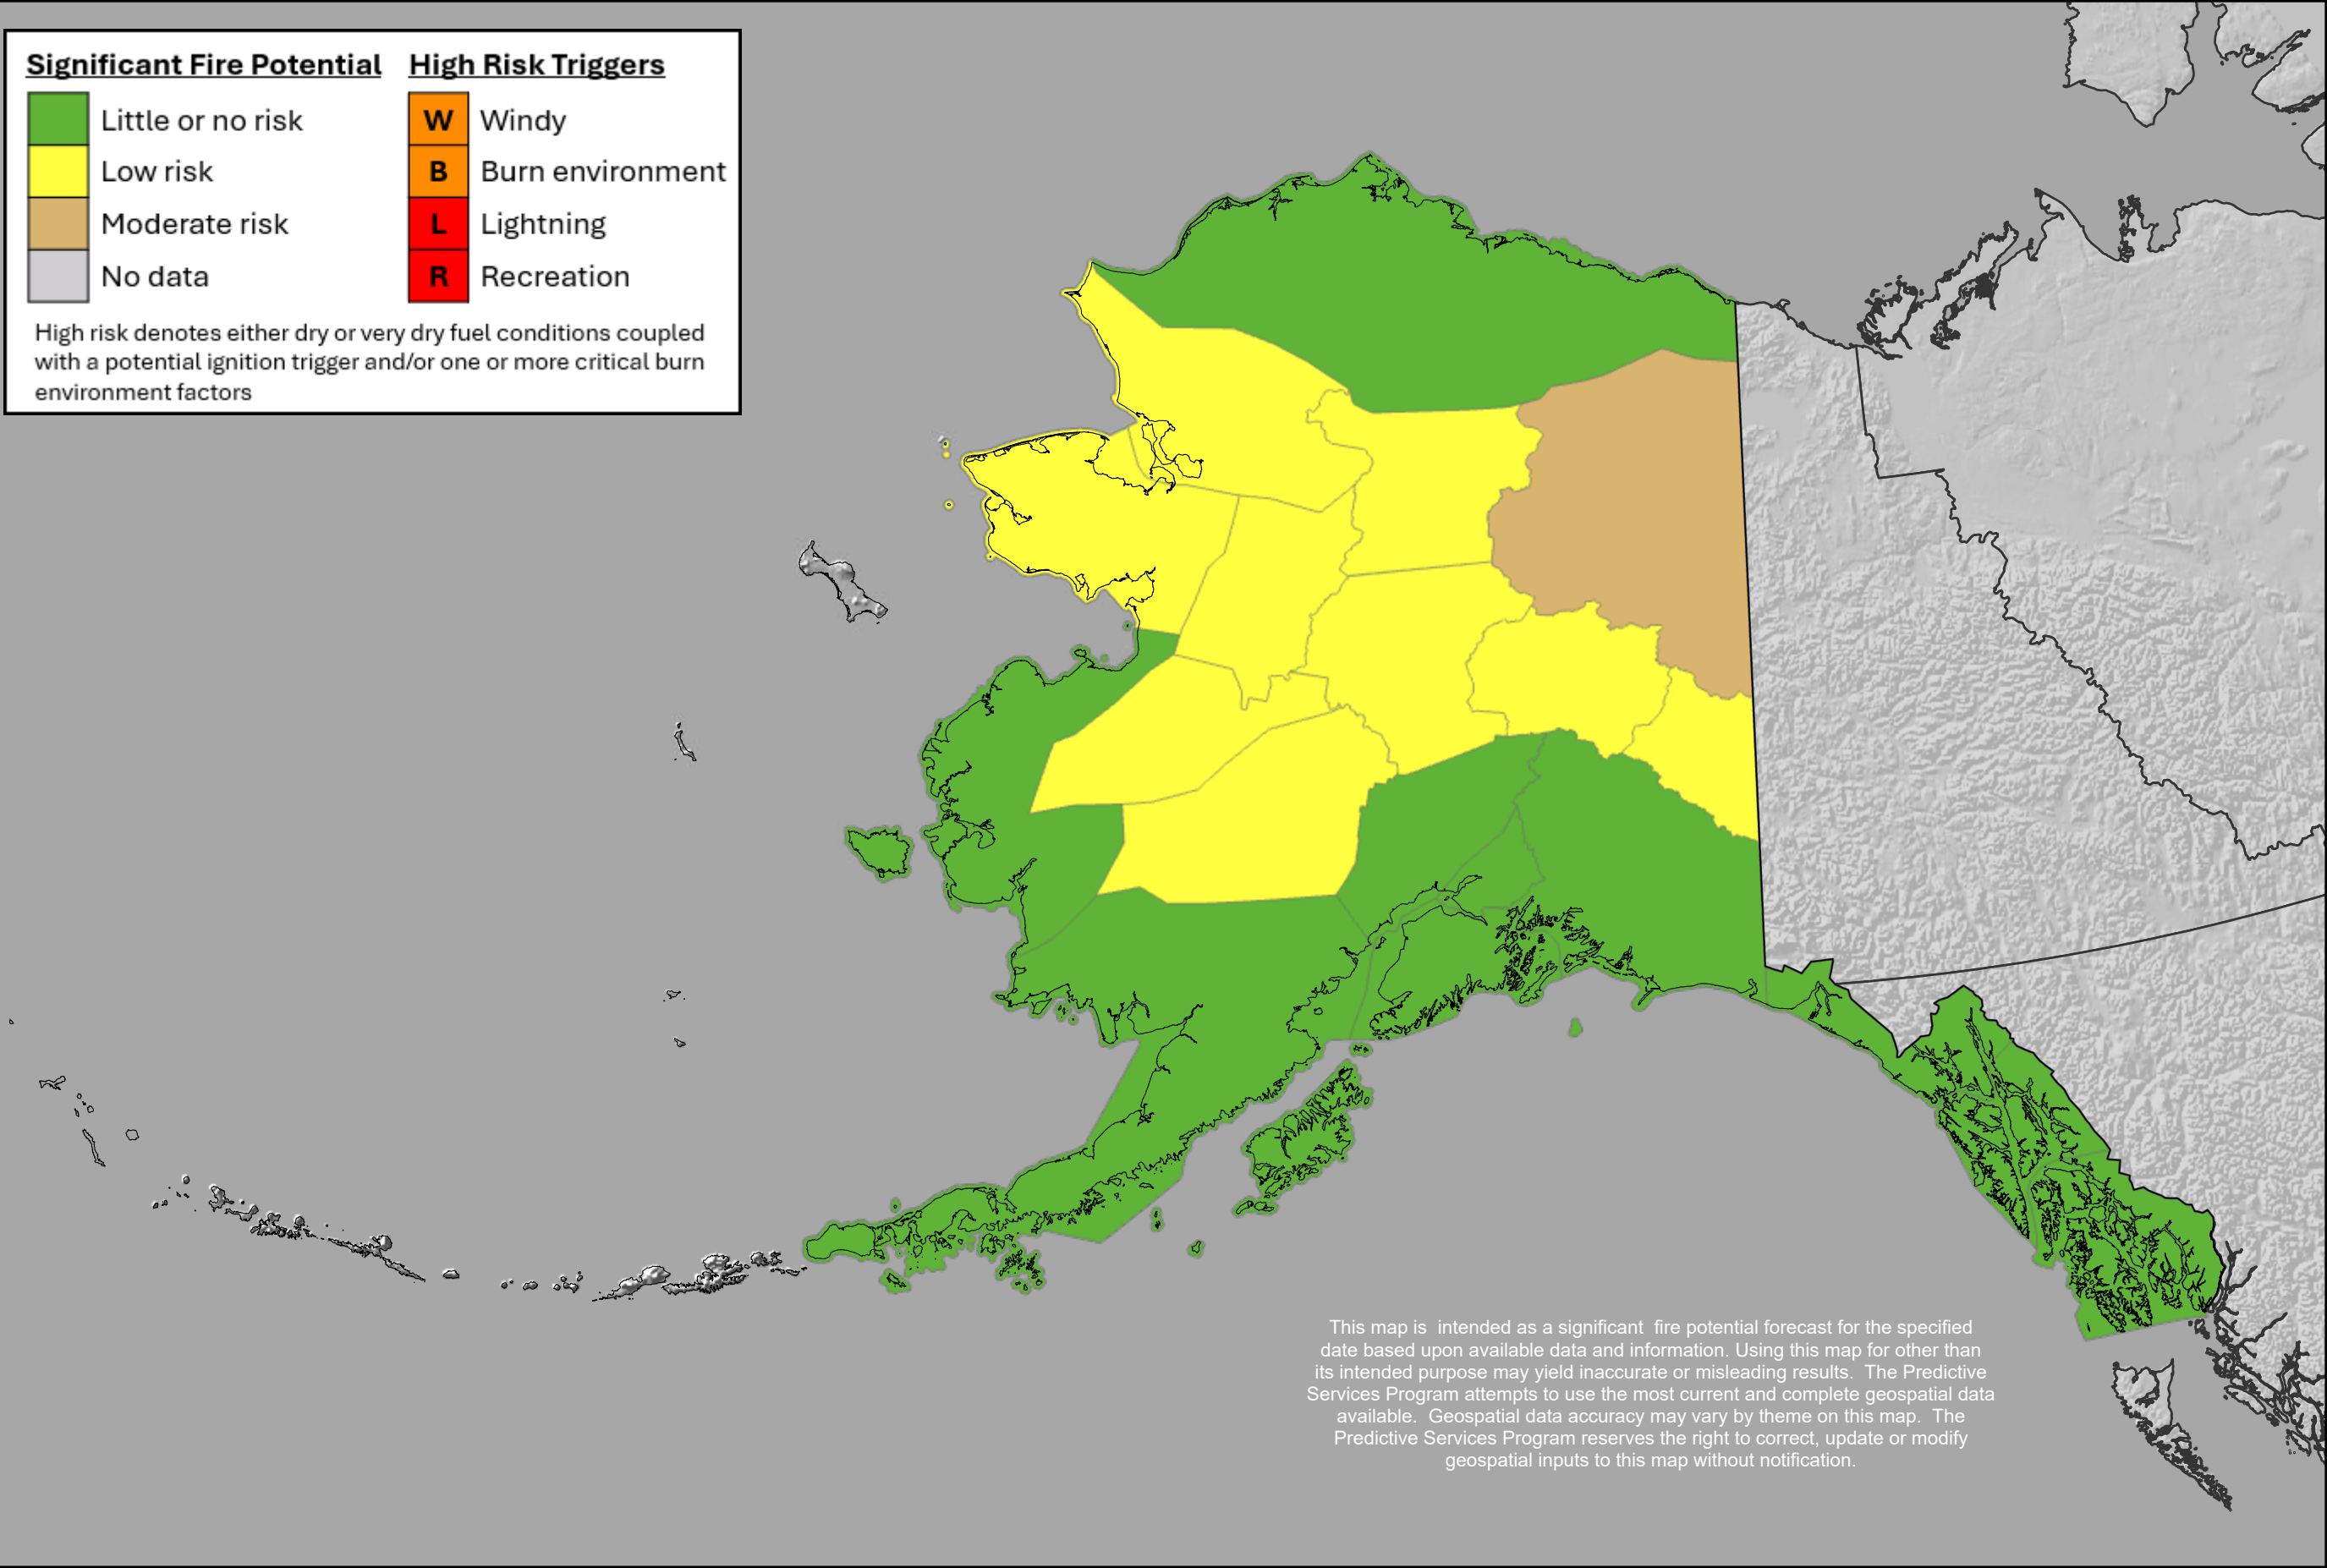 Significant Fire Potential
High Risk Triggers
Little or no risk
W Windy
Low risk
B Burn environment
Moderate risk
L Lightning
No data
R Recreation
High risk denotes either dry or very dry fuel conditions coupled
with a potential ignition trigger and/or one or more critical burn
environment factors
This map is intended as a significant fire potential forecast for the specified
date based upon available data and information. Using this map for other than
its intended purpose may yield inaccurate or misleading results. The Predictive
Services Program attempts to use the most current and complete geospatial data
available. Geospatial data accuracy may vary by theme on this map. The
Predictive Services Program reserves the right to correct, update or modify
geospatial inputs to this map without notification.